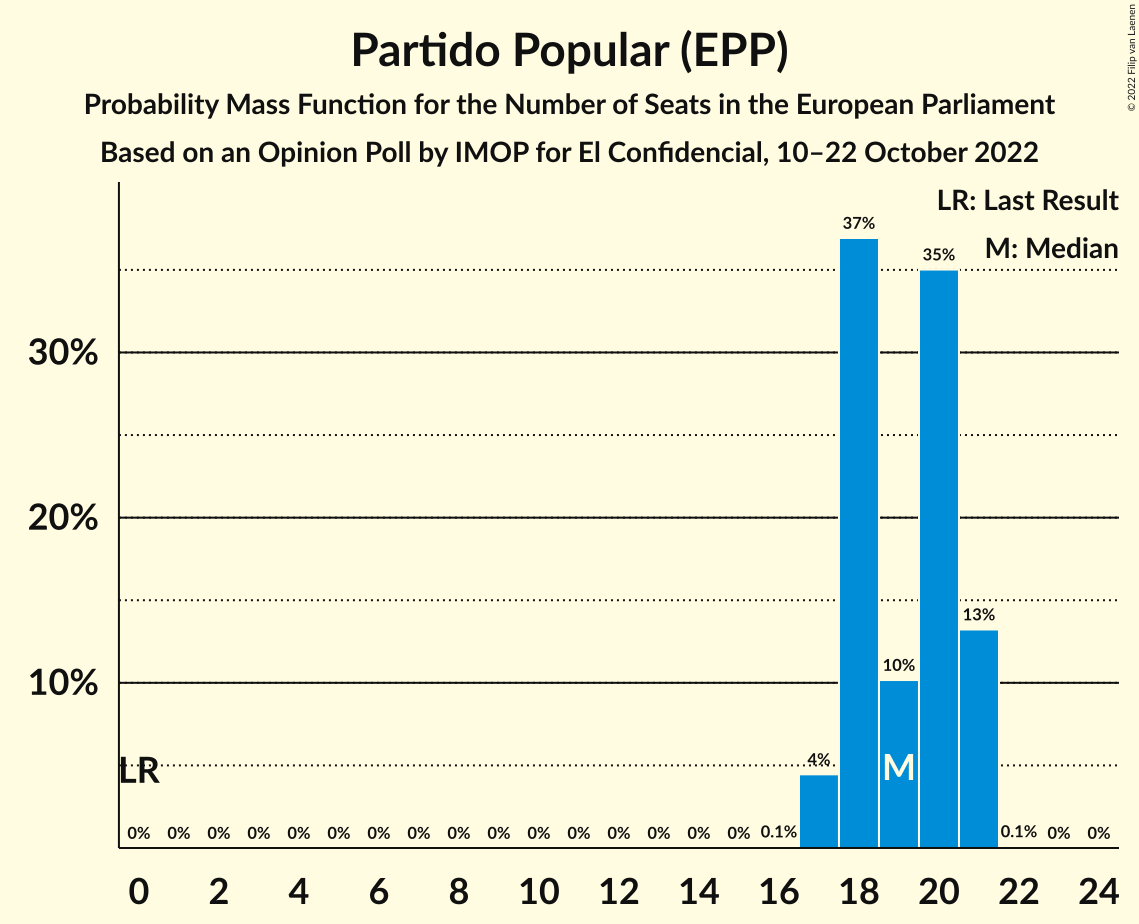 Partido Popular (EPP)
Probability Mass Function for the Number of Seats in the European Parliament
Based on an Opinion Poll by IMOP for El Confidencial, 10–22 October 2022
© 2022 Filip van Laenen
LR: Last Result
M: Median
30%
20%
10%
37%
35%
13%
10%
4%
LR
M
0% 0% 0% 0% 0% 0% 0% 0% 0% 0% 0% 0% 0% 0% 0% 0% 0.1% 0.1% 0% 0%
0 2 4 6 8 10 12 14 16 18 20 22 24